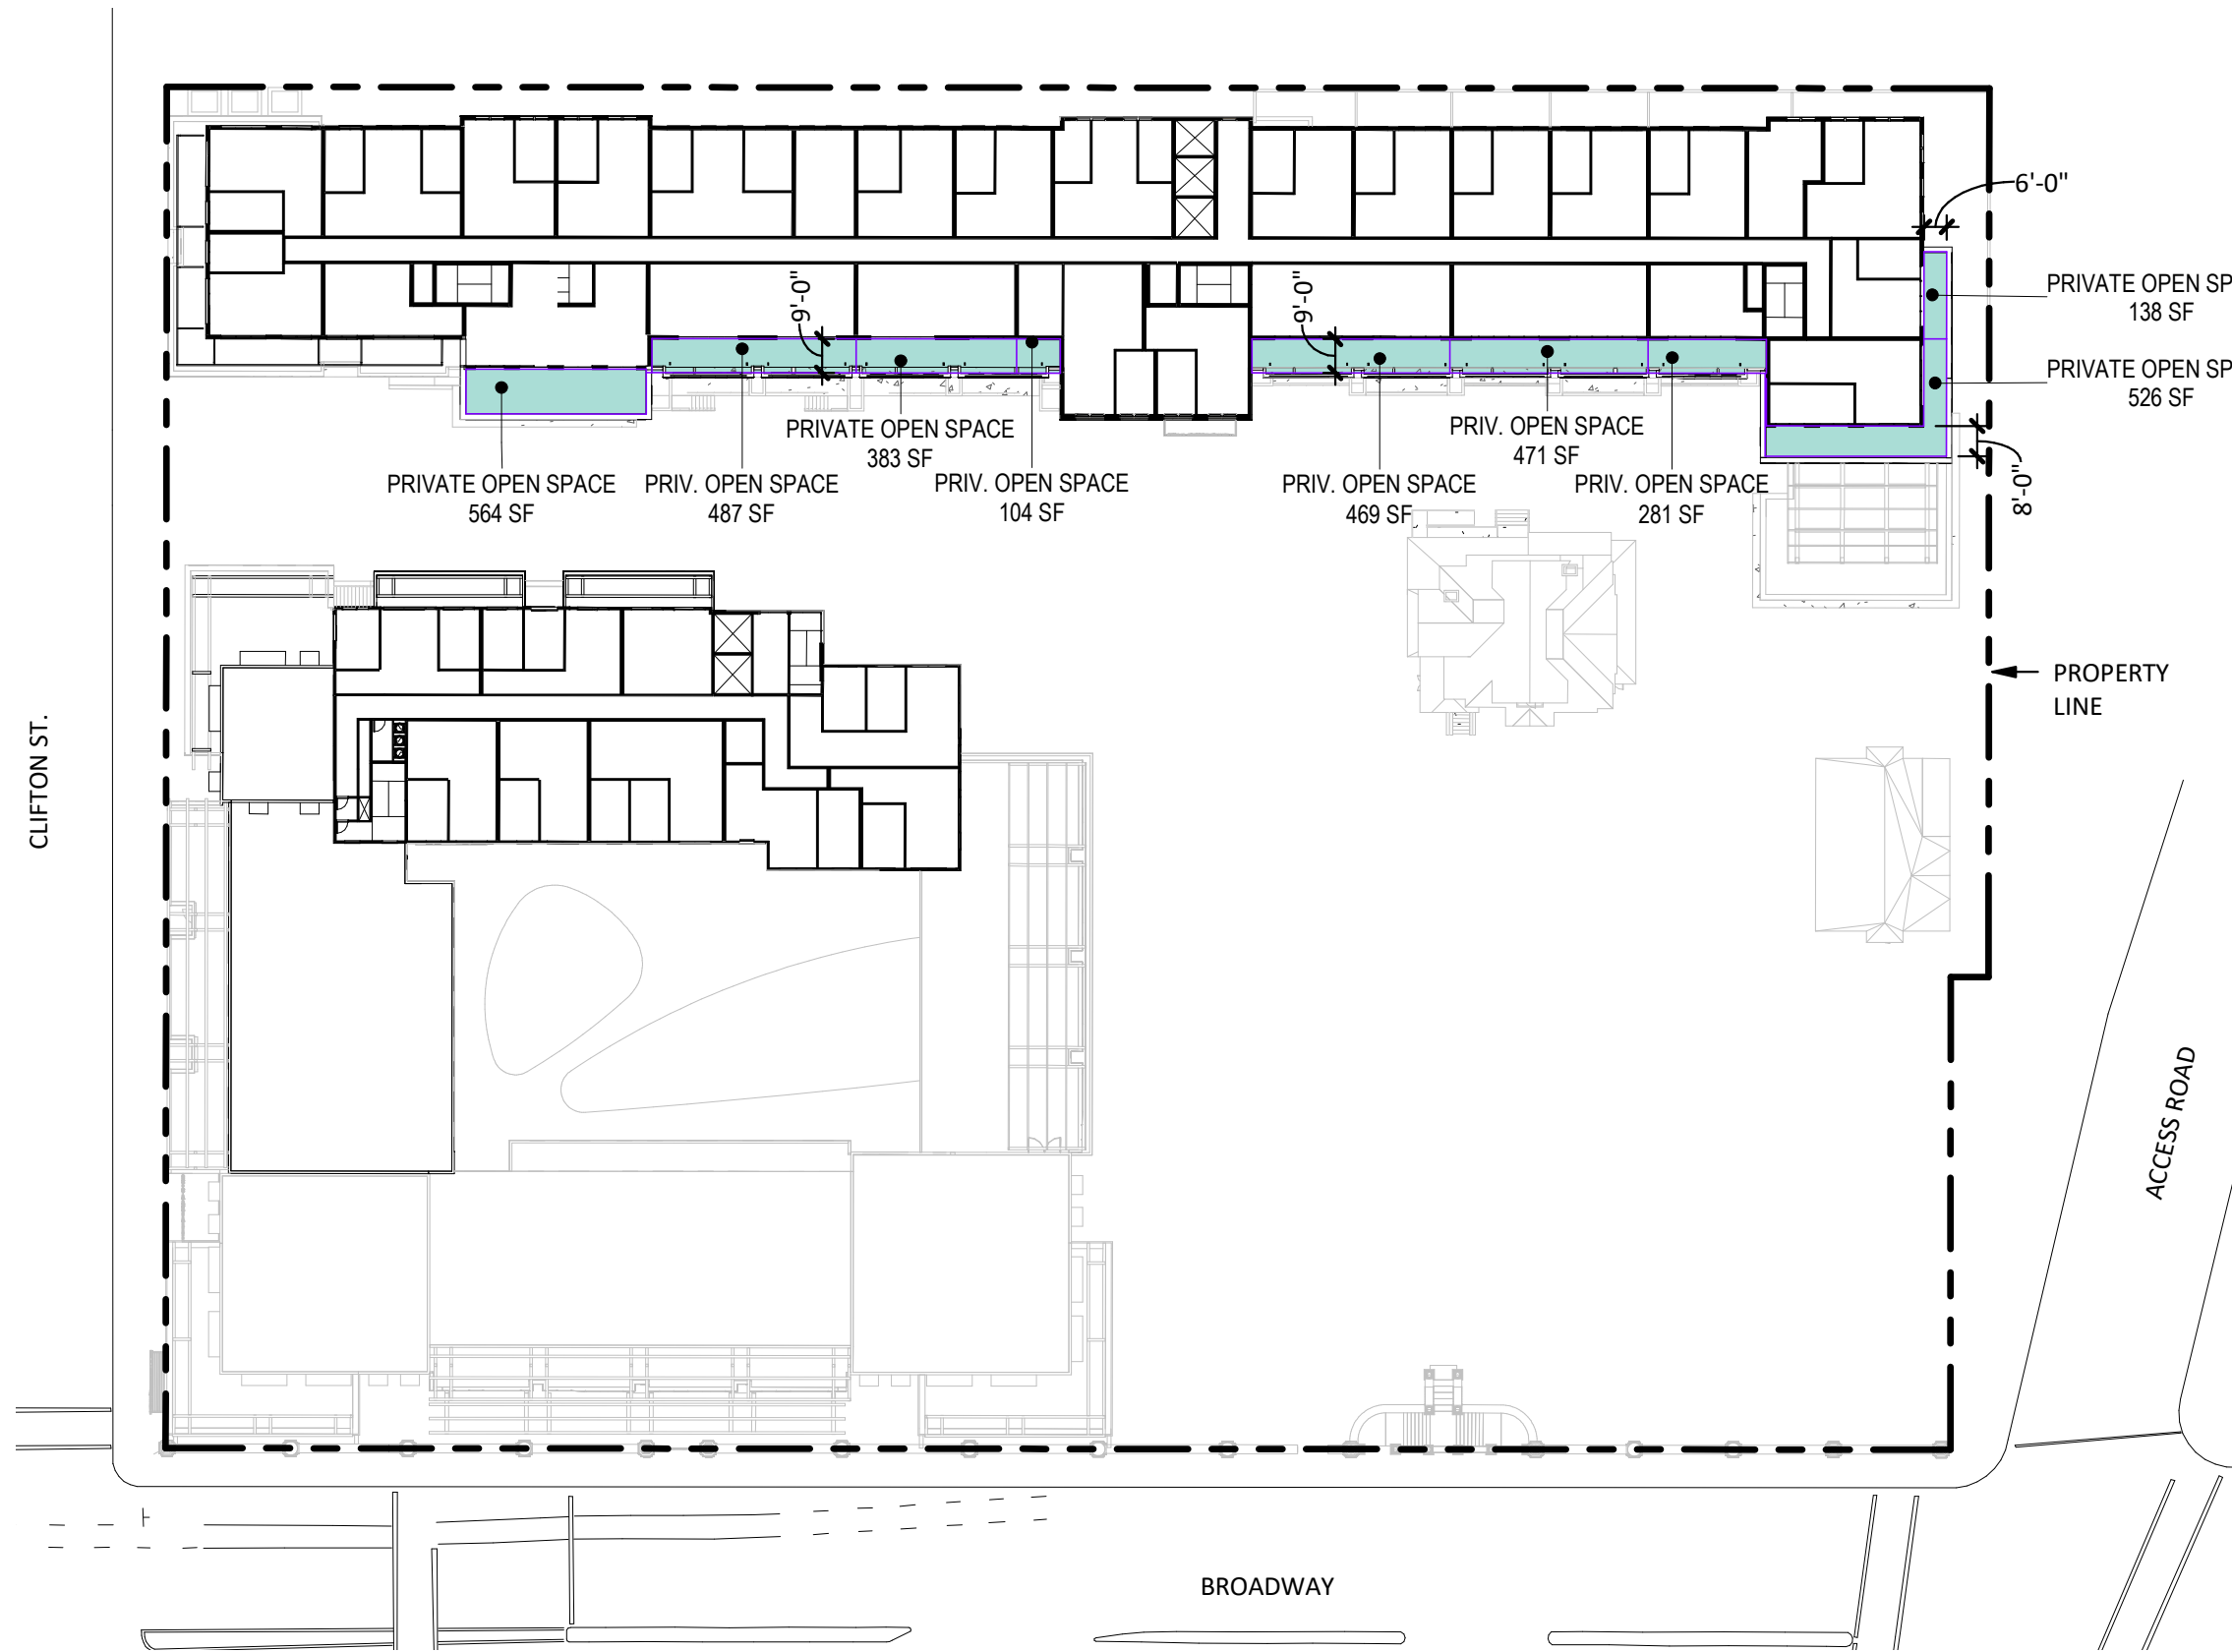 6'-0"
PRIVATE OPEN SP
138 SF
9'-0"
9'-0"
PRIVATE OPEN SP
526 SF
PRIVATE OPEN SPACE
383 SF
PRIV. OPEN SPACE
471 SF
PRIVATE OPEN SPACE
564 SF
PRIV. OPEN SPACE
487 SF
PRIV. OPEN SPACE
104 SF
PRIV. OPEN SPACE
469 SF
PRIV. OPEN SPACE
281 SF
8'-0"
PROPERTY
LINE
CLIFTON ST.
ACCESS ROAD
BROADWAY